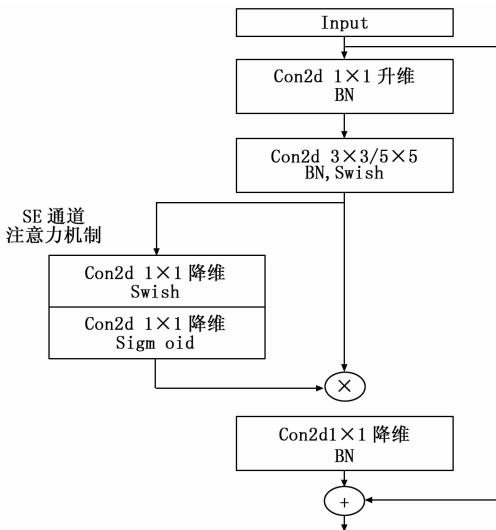 Input
Con2d 1×1 升维
BN
Con2d 3×3/5×5
BN,Swish
SE 通道
注意力机制
Con2d 1×1 降维
Swish
Con2d 1×1 降维
Sigm oid
×
Con2d1×1 降维
BN
+